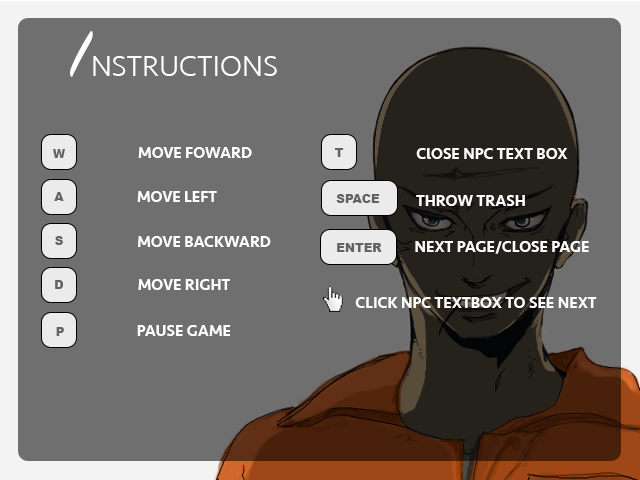 INSTRUCTIONS
W MOVE FOWARD
A MOVE LEFT
S MOVE BACKWARD
D MOVE RIGHT
P PAUSE GAME
T ClOSE NPC TEXT BOX
SPACE THROW TRASH
ENTER NEXT PAGE/CLOSE PAGE
CLICK NPC TEXTBOX TO SEE NEXT